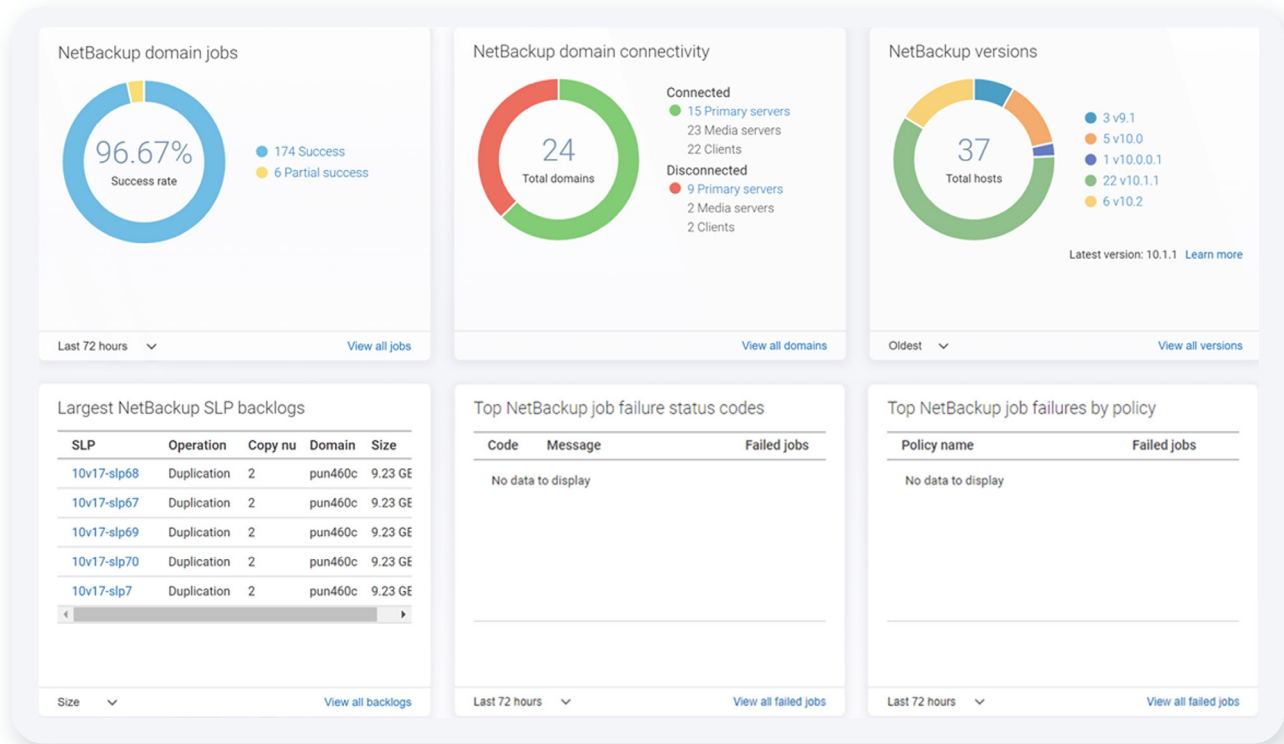 NetBackup domain jobs
96.67%
Success rate
174 Success
6 Partial success
Last 72 hours
View all jobs
NetBackup domain connectivity
24
Total domains
Connected
15 Primary servers
23 Media servers
22 Clients
Disconnected
9 Primary servers
2 Media servers
2 Clients
View all domains
NetBackup versions
37
Total hosts
3 v9.1
5 v10.0
1 v10.0.0.1
22 v10.1.1
6 v10.2
Latest version: 10.1.1 Learn more
Oldest
View all versions
Largest NetBackup SLP backlogs
SLP Operation Copy nu Domain Size
10v17-slp68 Duplication 2 pun460c 9.23 GE
10v17-slp67 Duplication 2 pun460c 9.23 GE
10v17-slp69 Duplication 2 pun460c 9.23 GE
10v17-slp70 Duplication 2 pun460c 9.23 GE
10v17-slp7 Duplication 2 pun460c 9.23 GE
Size
View all backlogs
Top NetBackup job failure status codes
Code Message Failed jobs
No data to display
Last 72 hours
View all failed jobs
Top NetBackup job failures by policy
Policy name Failed jobs
No data to display
Last 72 hours
View all failed jobs